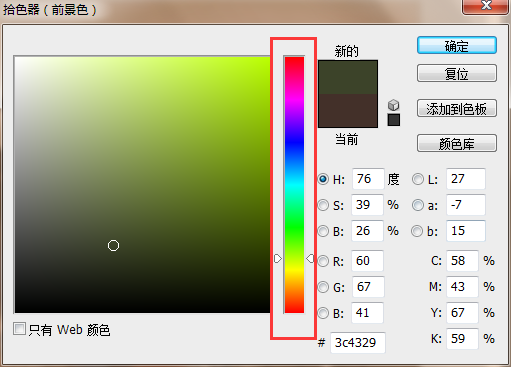 拾色器（前景色）
新的
当前
确定
复位
添加到色板
颜色库
H: 76 度
S: 39 %
B: 26 %
R: 60
G: 67
B: 41
# 3c4329
L: 27
a: -7
b: 15
C: 58 %
M: 43 %
Y: 67 %
K: 59 %
只有 Web 颜色